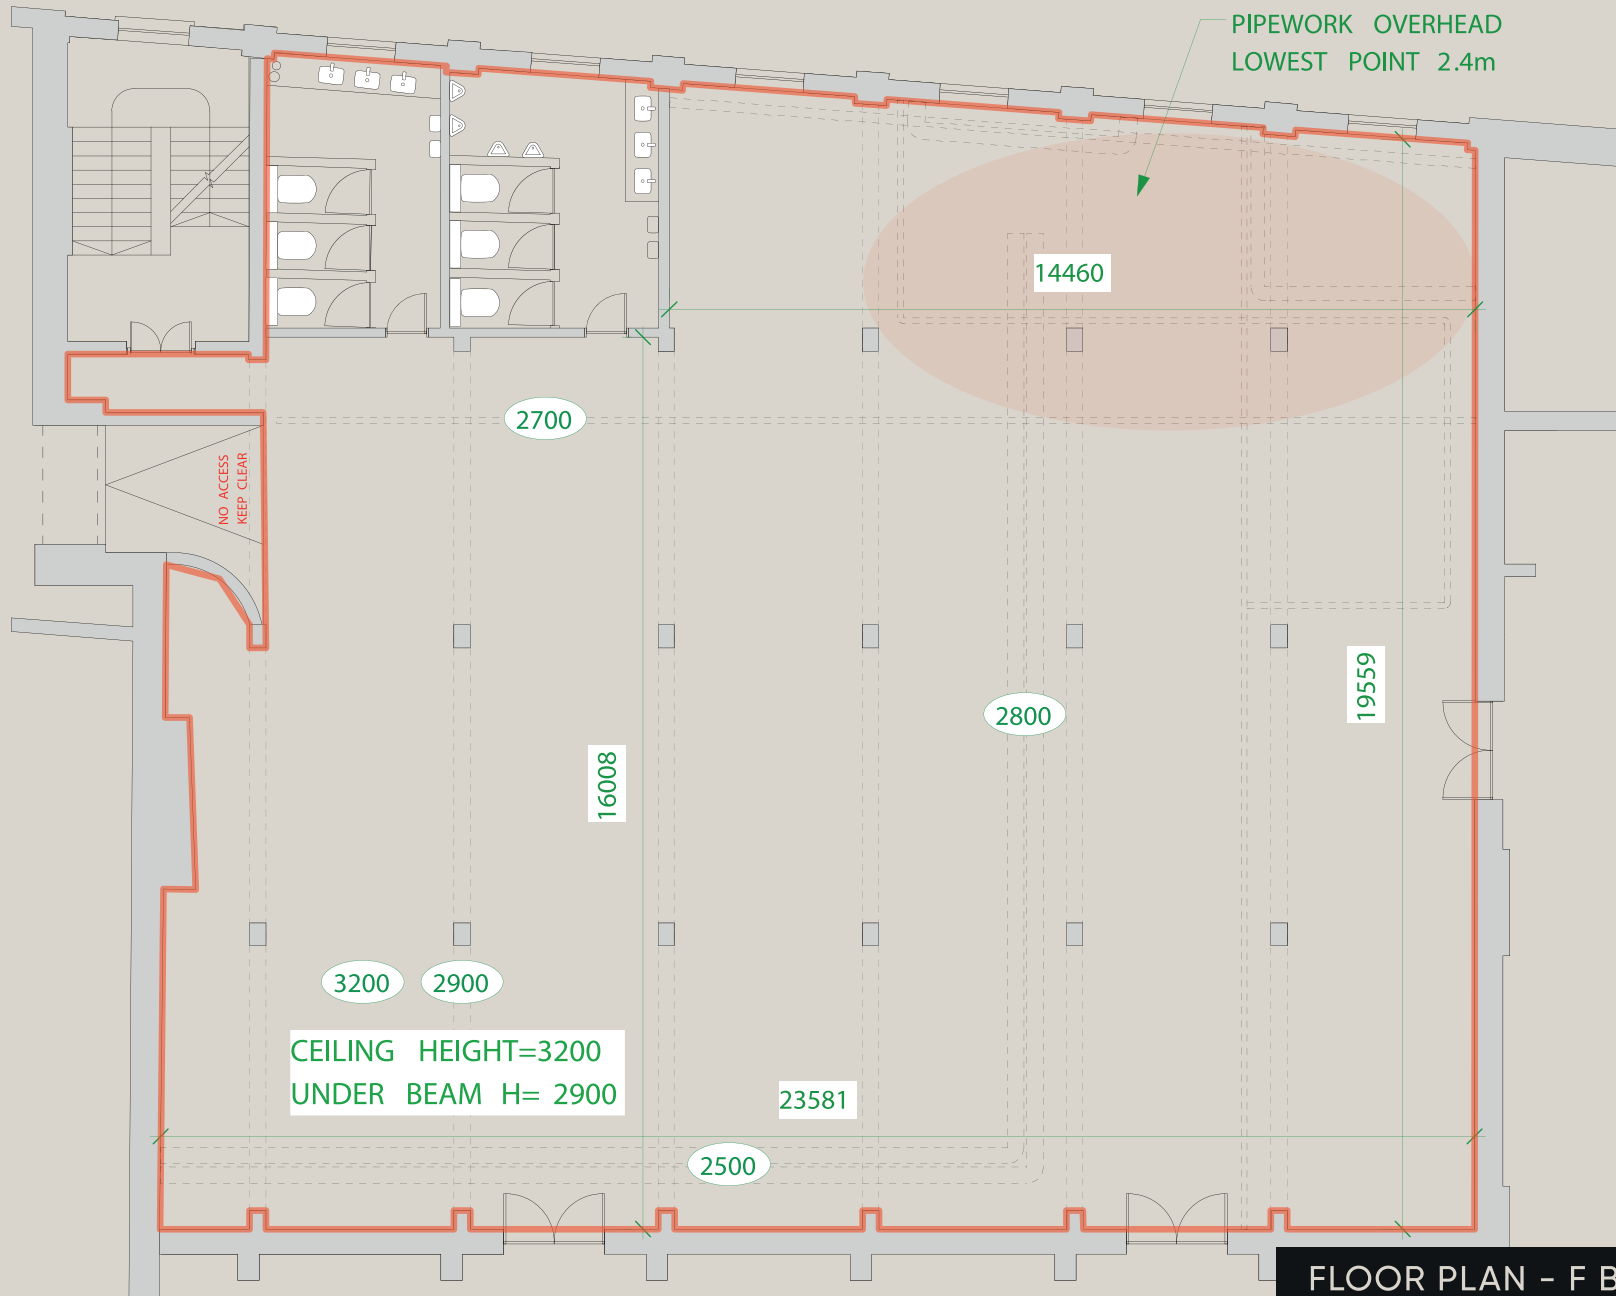 PIPEWORK OVERHEAD
LOWEST POINT 2.4m
14460
2700
NO ACCESS
KEEP CLEAR
19559
2800
16008
3200
2900
CEILING HEIGHT=3200
UNDER BEAM H= 2900
23581
2500
FLOOR PLAN - F B